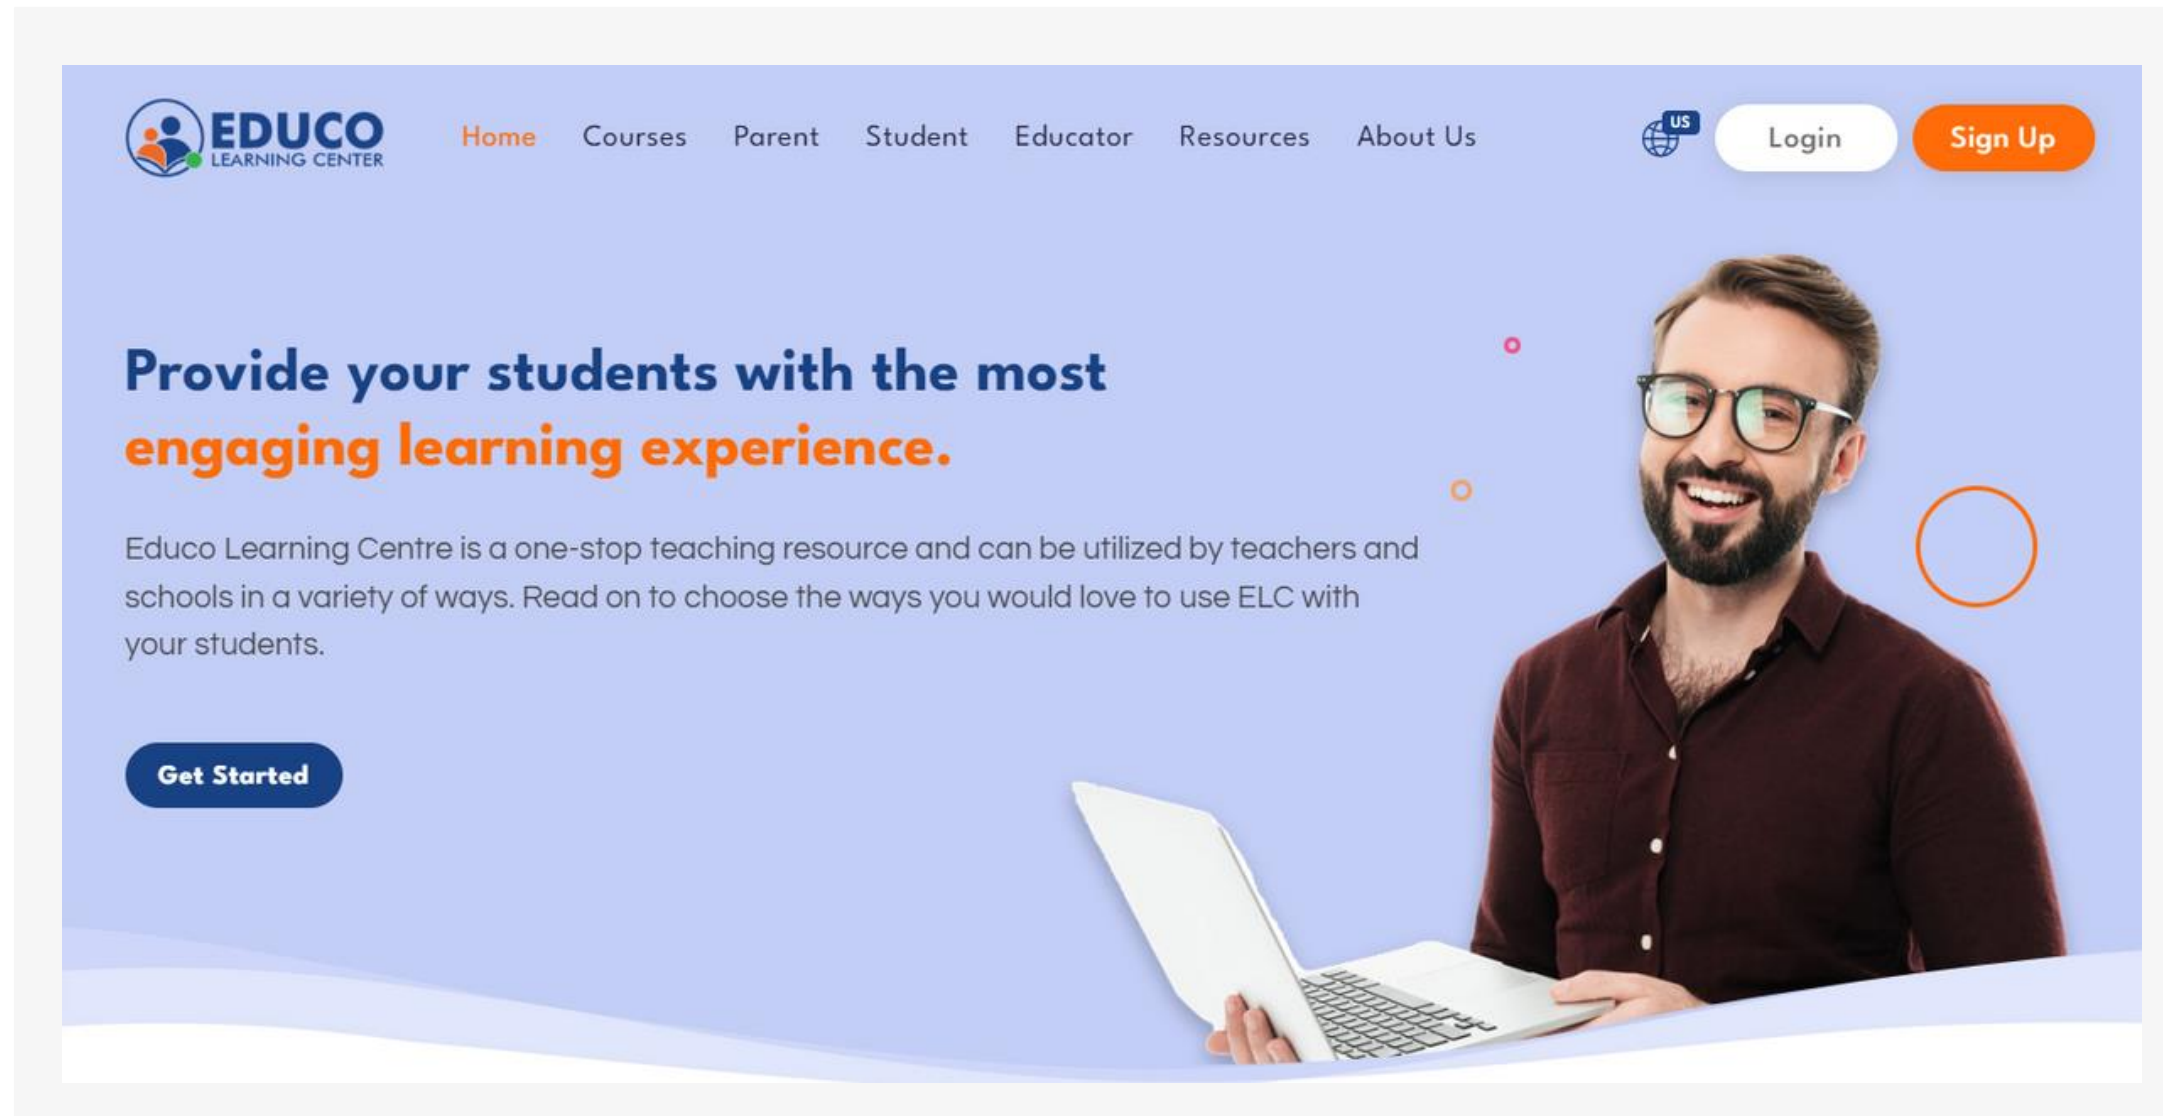 EDUCO
LEARNING CENTER
Home
Courses
Parent
Student
Educator
Resources
About Us
US
Login
Sign Up
Provide your students with the most
engaging learning experience.
Educo Learning Centre is a one-stop teaching resource and can be utilized by teachers and
schools in a variety of ways. Read on to choose the ways you would love to use ELC with
your students.
Get Started